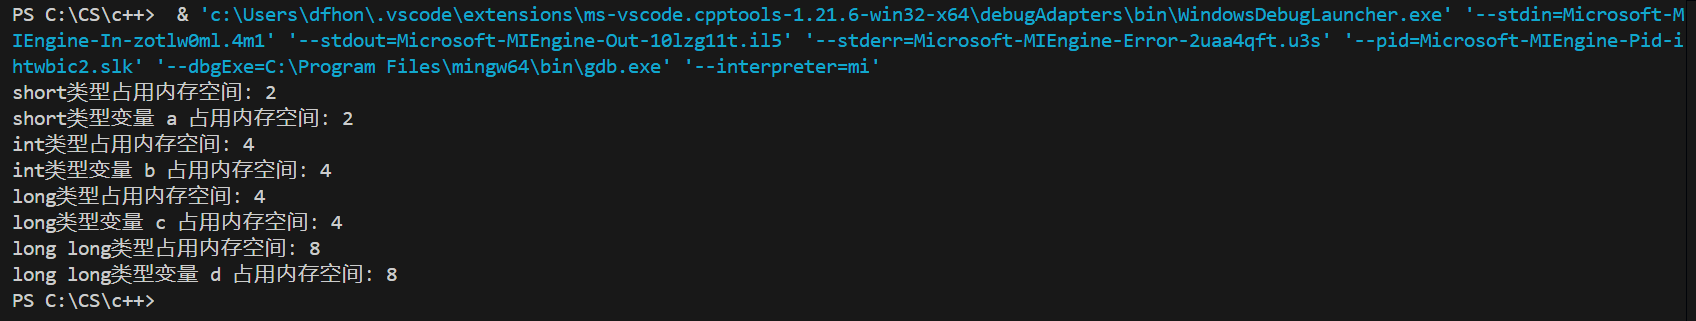 PS C:\CS\c++>  & 'c:\Users\dfhon\.vscode\extensions\ms-vscode.cpptools-1.21.6-win32-x64\debugAdapters\bin\WindowsDebugLauncher.exe' '--stdin=Microsoft-M
IEngine-In-zotlw0ml.4m1' '--stdout=Microsoft-MIEngine-Out-10lzg11t.il5' '--stderr=Microsoft-MIEngine-Error-2uaa4qft.u3s' '--pid=Microsoft-MIEngine-Pid-i
htwbic2.slk' '--dbgExe=C:\Program Files\mingw64\bin\gdb.exe' '--interpreter=mi'
short类型占用内存空间: 2
short类型变量 a 占用内存空间: 2
int类型占用内存空间: 4
int类型变量 b 占用内存空间: 4
long类型占用内存空间: 4
long类型变量 c 占用内存空间: 4
long long类型占用内存空间: 8
long long类型变量 d 占用内存空间: 8
PS C:\CS\c++>